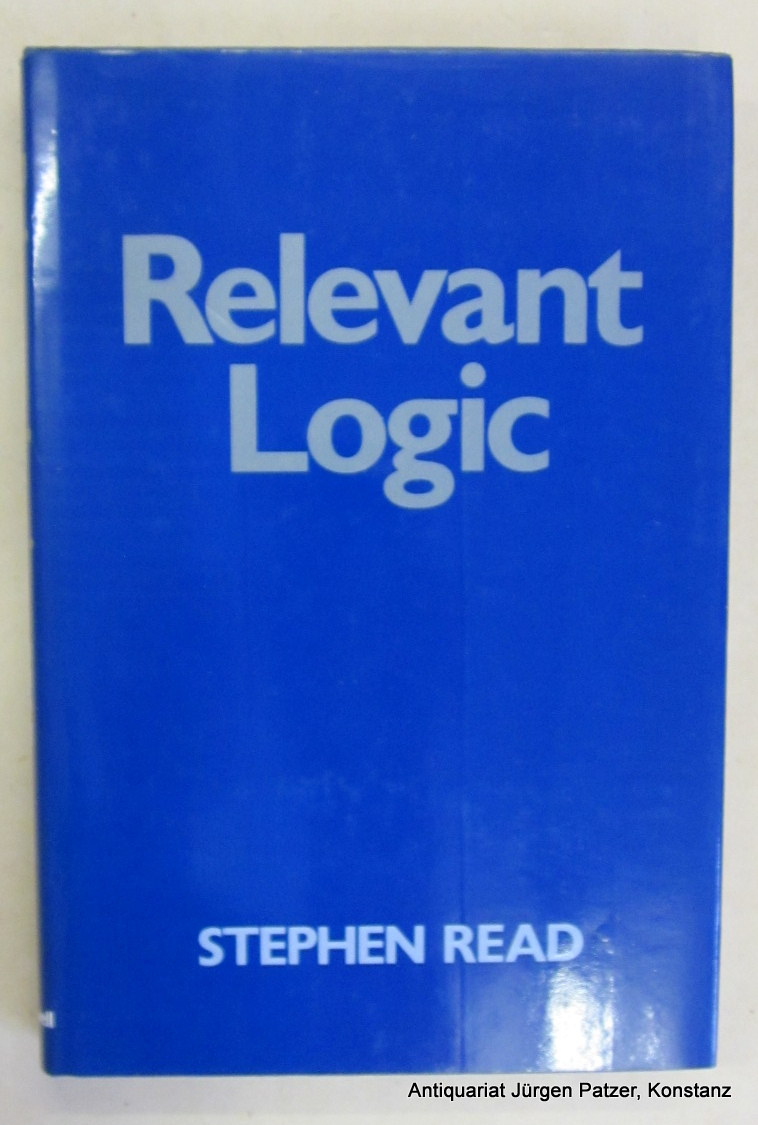 Relevant
Logic
STEPHEN READ
Antiquariat Jürgen Patzer, Konstanz